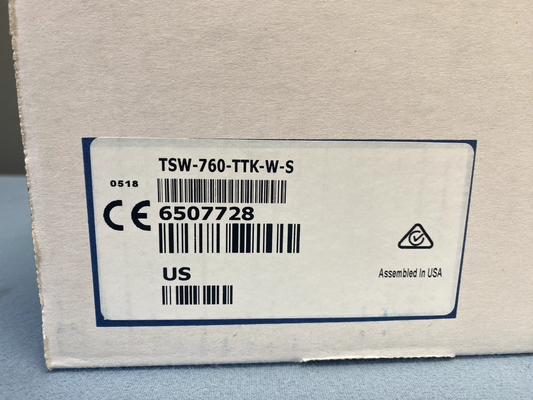 TSW-760-TTK-W-S
0518
CE 6507728
US
Assembled In USA